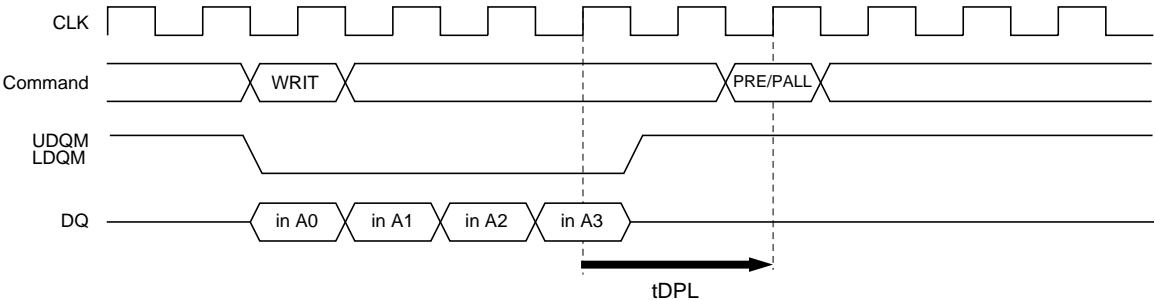 CLK
Command
WRIT
PRE/PALL
UDQM
LDQM
DQ
in A0
in A1
in A2
in A3
tDPL